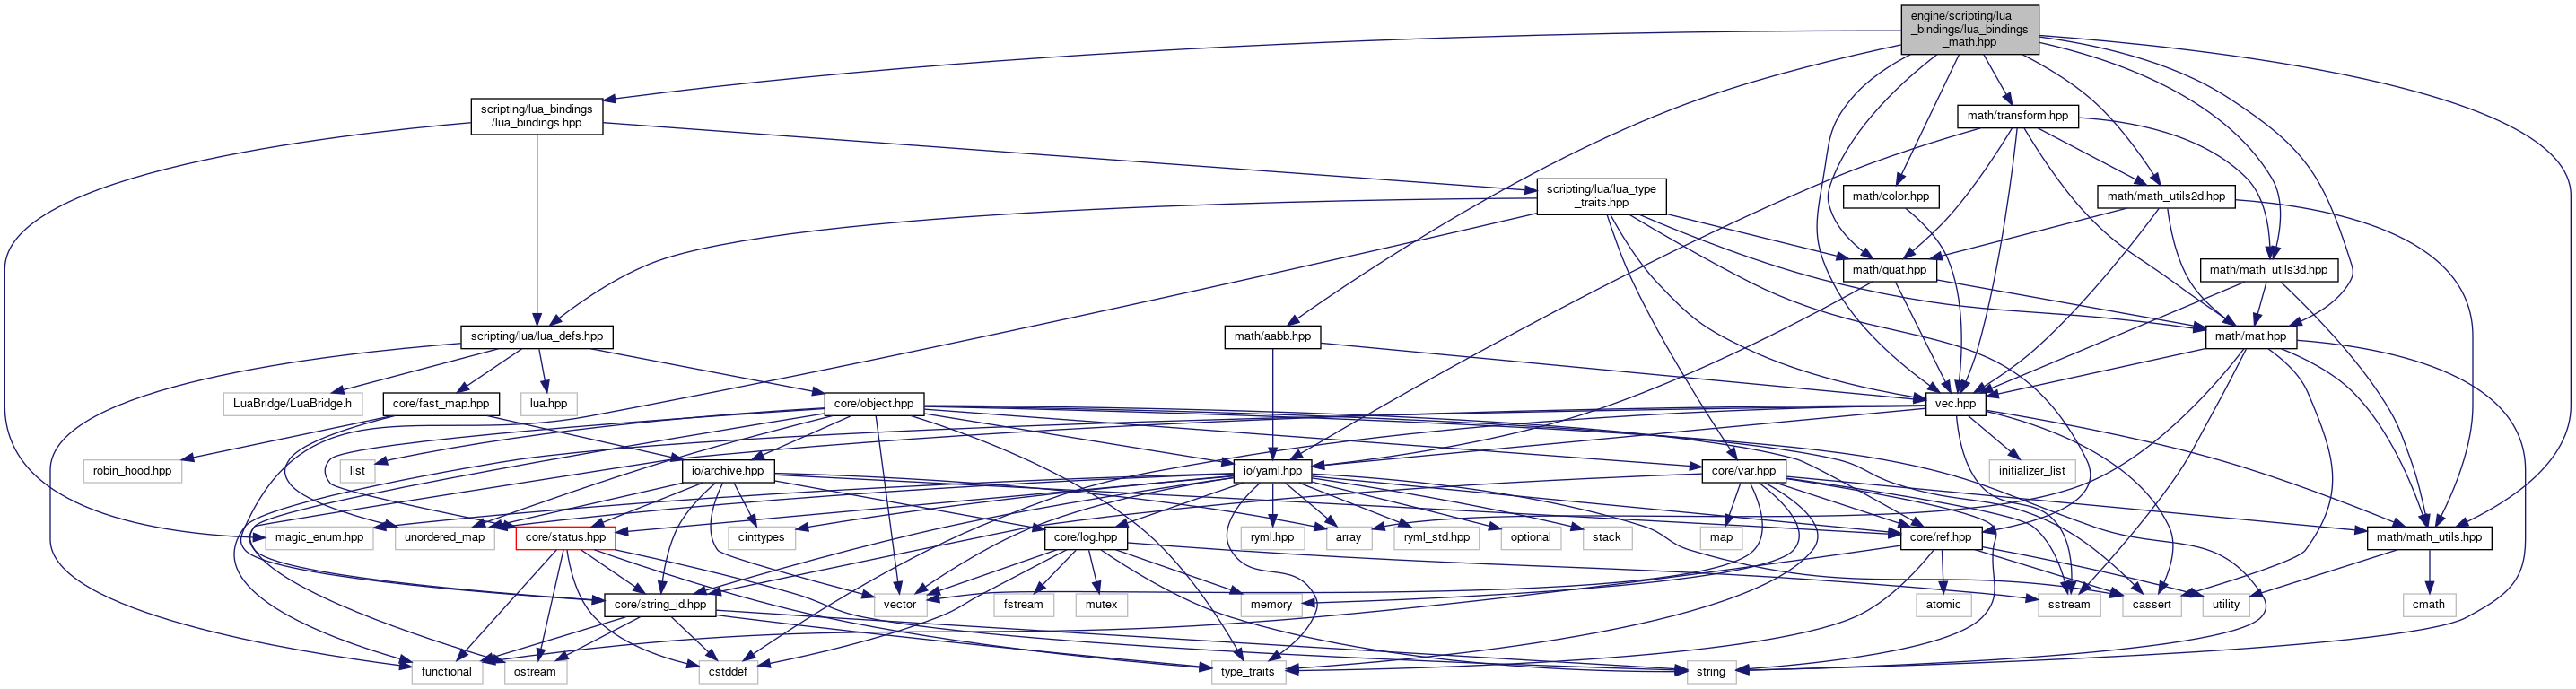 engine/scripting/lua
_bindings/lua_bindings
_math.hpp
scripting/lua_bindings
/lua_bindings.hpp
math/transform.hpp
scripting/lua/lua_type
_traits.hpp
math/color.hpp
math/math_utils2d.hpp
math/quat.hpp
math/math_utils3d.hpp
scripting/lua/lua_defs.hpp
math/aabb.hpp
math/mat.hpp
LuaBridge/LuaBridge.h
core/fast_map.hpp
lua.hpp
core/object.hpp
vec.hpp
robin_hood.hpp
list
io/archive.hpp
io/yaml.hpp
core/var.hpp
initializer_list
magic_enum.hpp
unordered_map
core/status.hpp
cinttypes
core/log.hpp
ryml.hpp
array
ryml_std.hpp
optional
stack
map
core/ref.hpp
math/math_utils.hpp
core/string_id.hpp
vector
fstream
mutex
memory
atomic
sstream
cassert
utility
cmath
functional
ostream
cstddef
type_traits
string